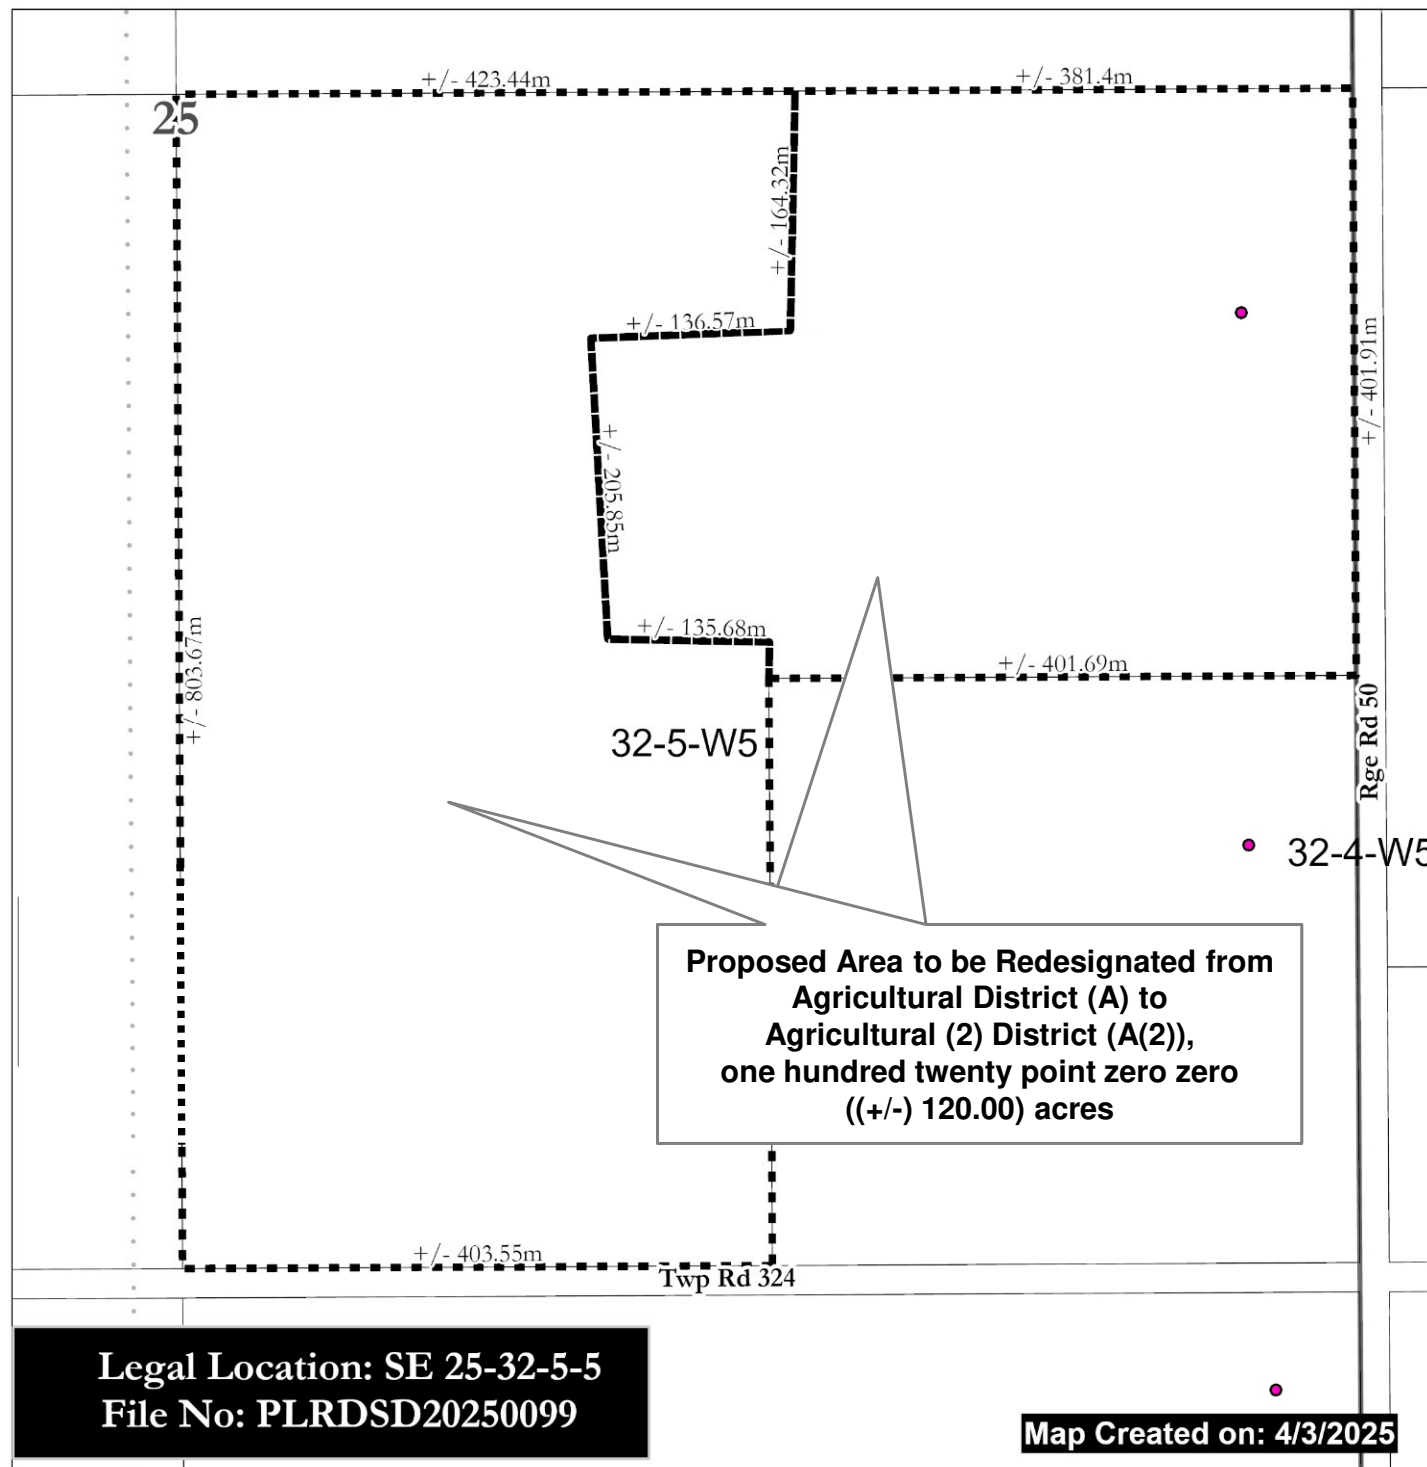 +/- 423.44m
+/- 381.4m
25
+/- 164.32m
+/- 136.57m
+/- 401.91m
+/- 205.85m
+/- 135.68m
+/- 803.67m
+/- 401.69m
Rge Rd 50
32-5-W5
32-4-W5
Proposed Area to be Redesignated from
Agricultural District (A) to
Agricultural (2) District (A(2)),
one hundred twenty point zero zero
((+/-) 120.00) acres
+/- 403.55m
Twp Rd 324
Legal Location: SE 25-32-5-5
File No: PLRDSD20250099
Map Created on: 4/3/2025